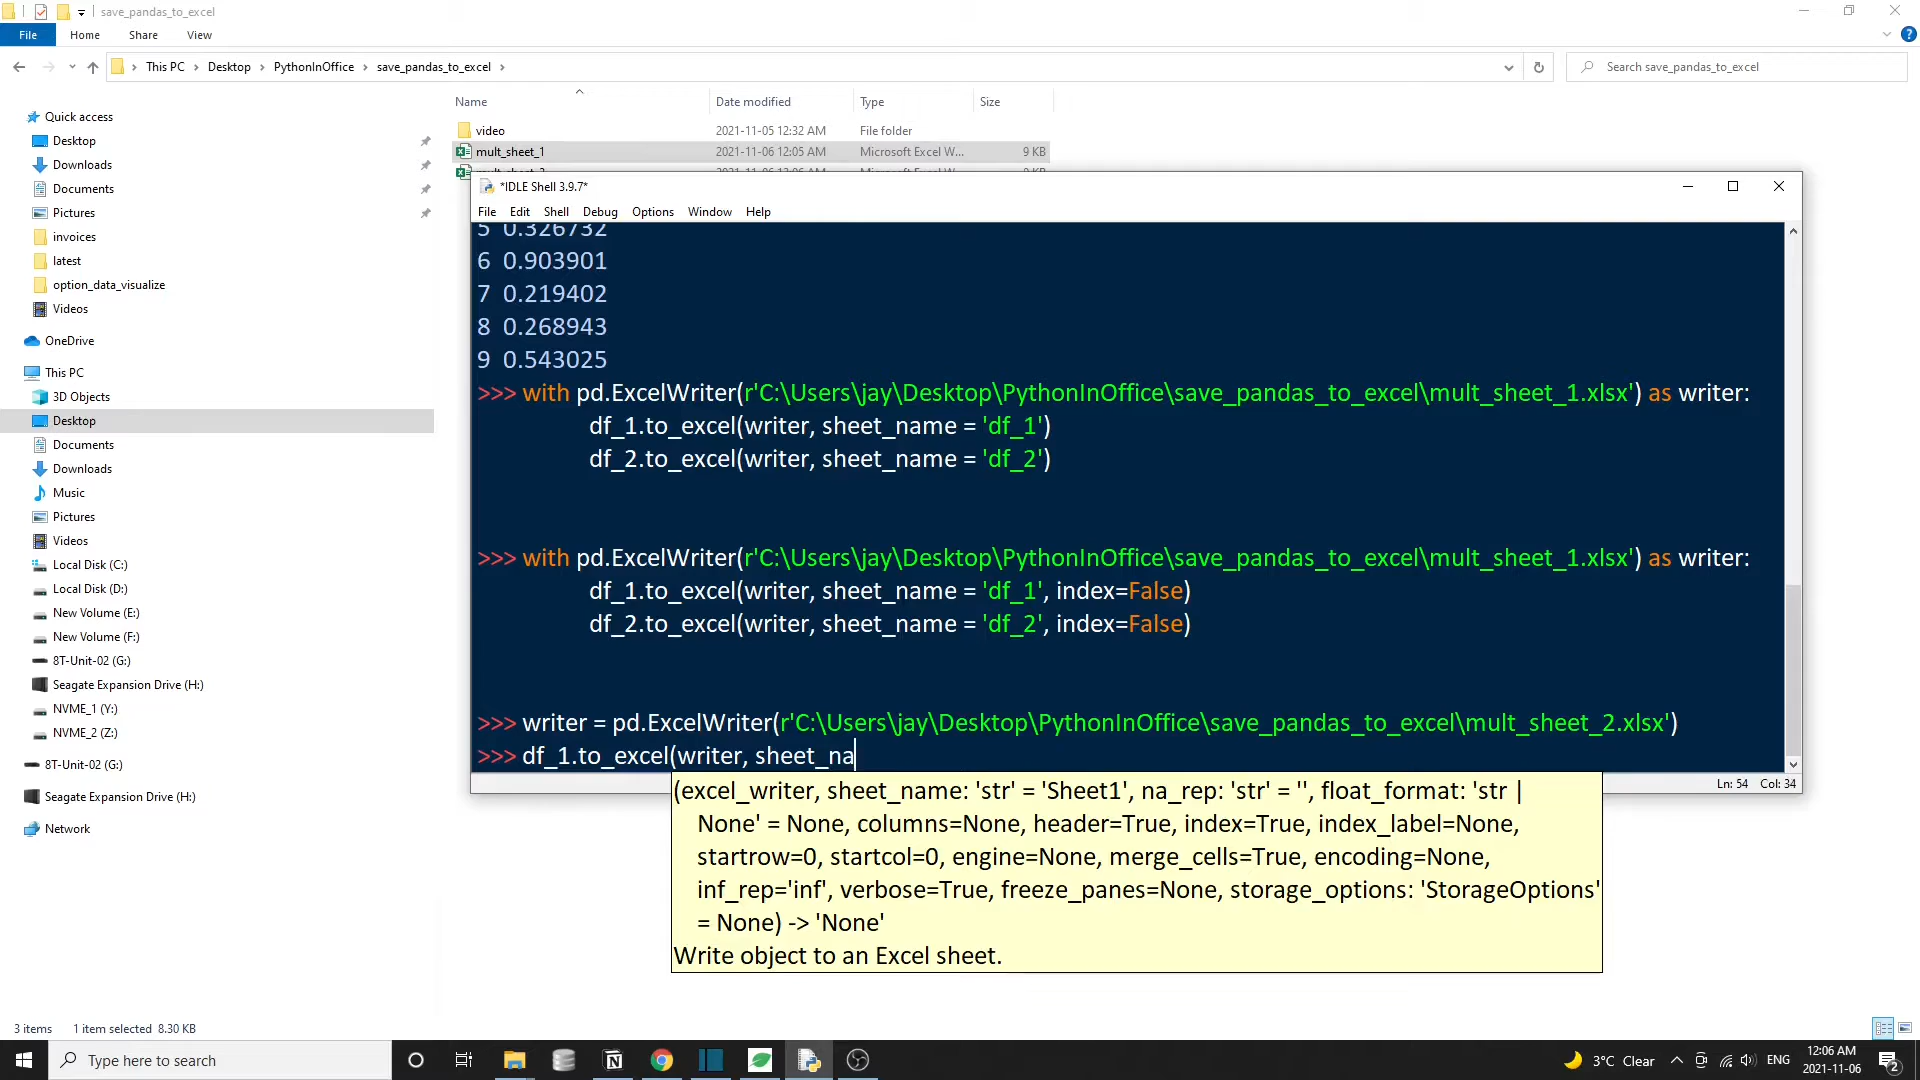 save_pandas_to_excel
File Home Share View
This PC Desktop PythonInOffice save_pandas_to_excel
Search save_pandas_to_excel
Name Date modified Type Size
Quick access
Desktop
Downloads
Documents
Pictures
invoices
latest
option_data_visualize
Videos
OneDrive
This PC
3D Objects
Desktop
Documents
Downloads
Music
Pictures
Videos
Local Disk (C:)
Local Disk (D:)
New Volume (E:)
New Volume (F:)
8T-Unit-02 (G:)
Seagate Expansion Drive (H:)
NVME_1 (Y:)
NVME_2 (Z:)
8T-Unit-02 (G:)
Seagate Expansion Drive (H:)
Network
video 2021-11-05 12:32 AM File folder
mult_sheet_1 2021-11-06 12:05 AM Microsoft Excel W... 9 KB
*IDLE Shell 3.9.7*
File Edit Shell Debug Options Window Help
5 0.326732
6 0.903901
7 0.219402
8 0.268943
9 0.543025
>>> with pd.ExcelWriter(r'C:\Users\jay\Desktop\PythonInOffice\save_pandas_to_excel\mult_sheet_1.xlsx') as writer:
df_1.to_excel(writer, sheet_name = 'df_1')
df_2.to_excel(writer, sheet_name = 'df_2')
>>> with pd.ExcelWriter(r'C:\Users\jay\Desktop\PythonInOffice\save_pandas_to_excel\mult_sheet_1.xlsx') as writer:
df_1.to_excel(writer, sheet_name = 'df_1', index=False)
df_2.to_excel(writer, sheet_name = 'df_2', index=False)
>>> writer = pd.ExcelWriter(r'C:\Users\jay\Desktop\PythonInOffice\save_pandas_to_excel\mult_sheet_2.xlsx')
>>> df_1.to_excel(writer, sheet_na
Ln: 54 Col: 34
(excel_writer, sheet_name: 'str' = 'Sheet1', na_rep: 'str' = '', float_format: 'str |
None' = None, columns=None, header=True, index=True, index_label=None,
startrow=0, startcol=0, engine=None, merge_cells=True, encoding=None,
inf_rep='inf', verbose=True, freeze_panes=None, storage_options: 'StorageOptions'
= None) -> 'None'
Write object to an Excel sheet.
3 items 1 item selected 8.30 KB
Type here to search
3°C Clear
ENG
12:06 AM
2021-11-06
2